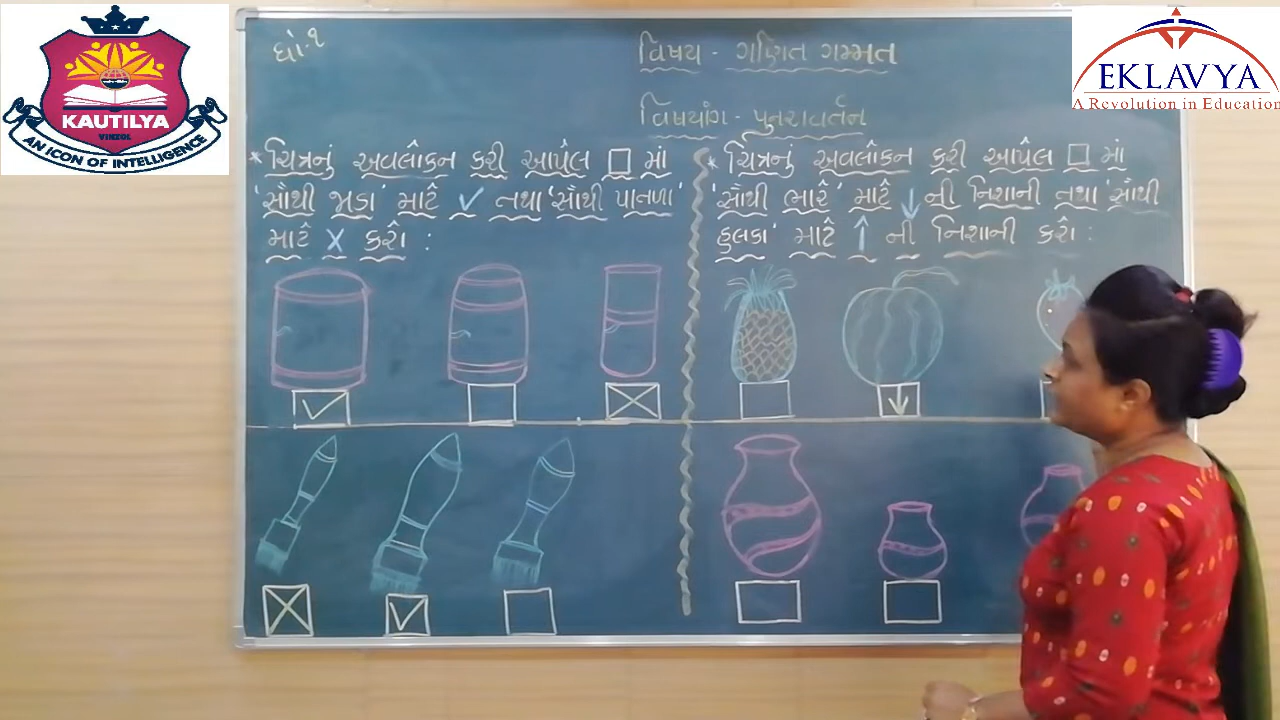 KAUTILYA
VINZOL
AN ICON OF INTELLIGENCE
EKLAVYA
A Revolution in Education
ધો.૧
વિષય - ગણિત ગમ્મત
વિષયાંગ - પુનરાવર્તન
* ચિત્રનું અવલોકન કરી આપેલ □ માં
'સૌથી જાડા' માટે ✓ તથા 'સૌથી પાતળા'
માટે X કરો :
* ચિત્રનું અવલોકન કરી આપેલ □ માં
'સૌથી ભારે' માટે ↓ ની નિશાની તથા 'સૌથી
હલકા' માટે ↑ ની નિશાની કરો :